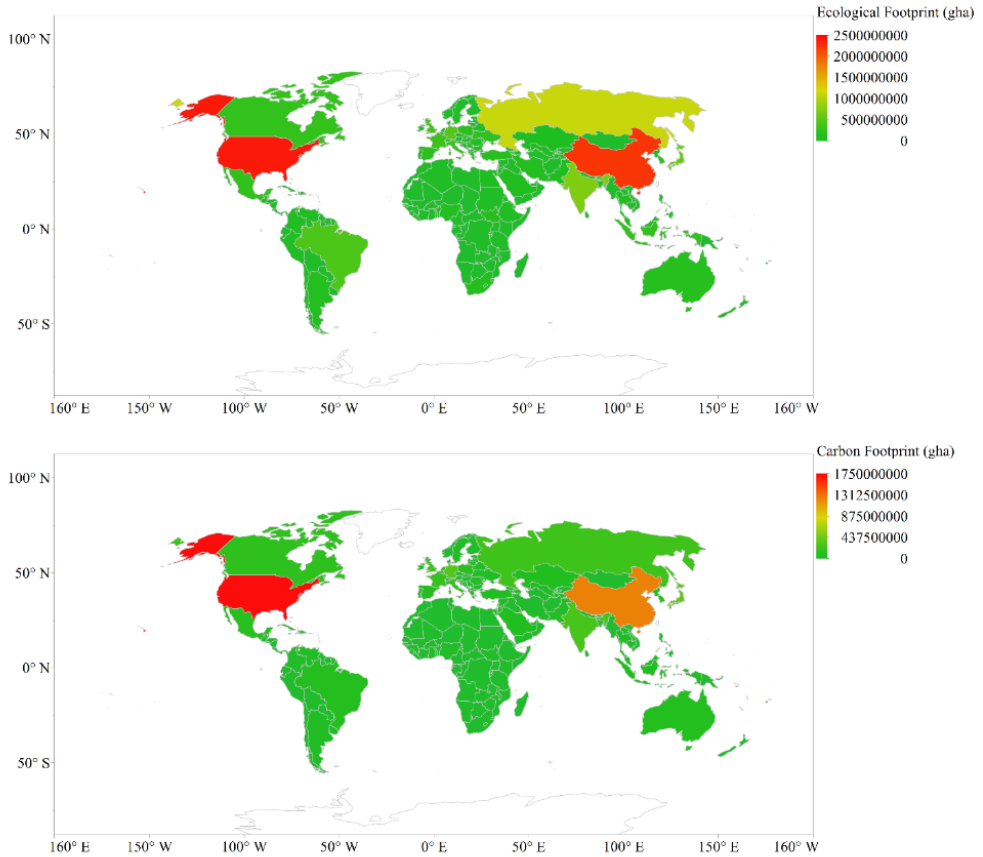 Ecological Footprint (gha)
2500000000
2000000000
1500000000
1000000000
500000000
0
100° N
50° N
0° N
50° S
160° E 150° W 100° W 50° W 0° E 50° E 100° E 150° E 160° W
Carbon Footprint (gha)
1750000000
1312500000
875000000
437500000
0
100° N
50° N
0° N
50° S
160° E 150° W 100° W 50° W 0° E 50° E 100° E 150° E 160° W